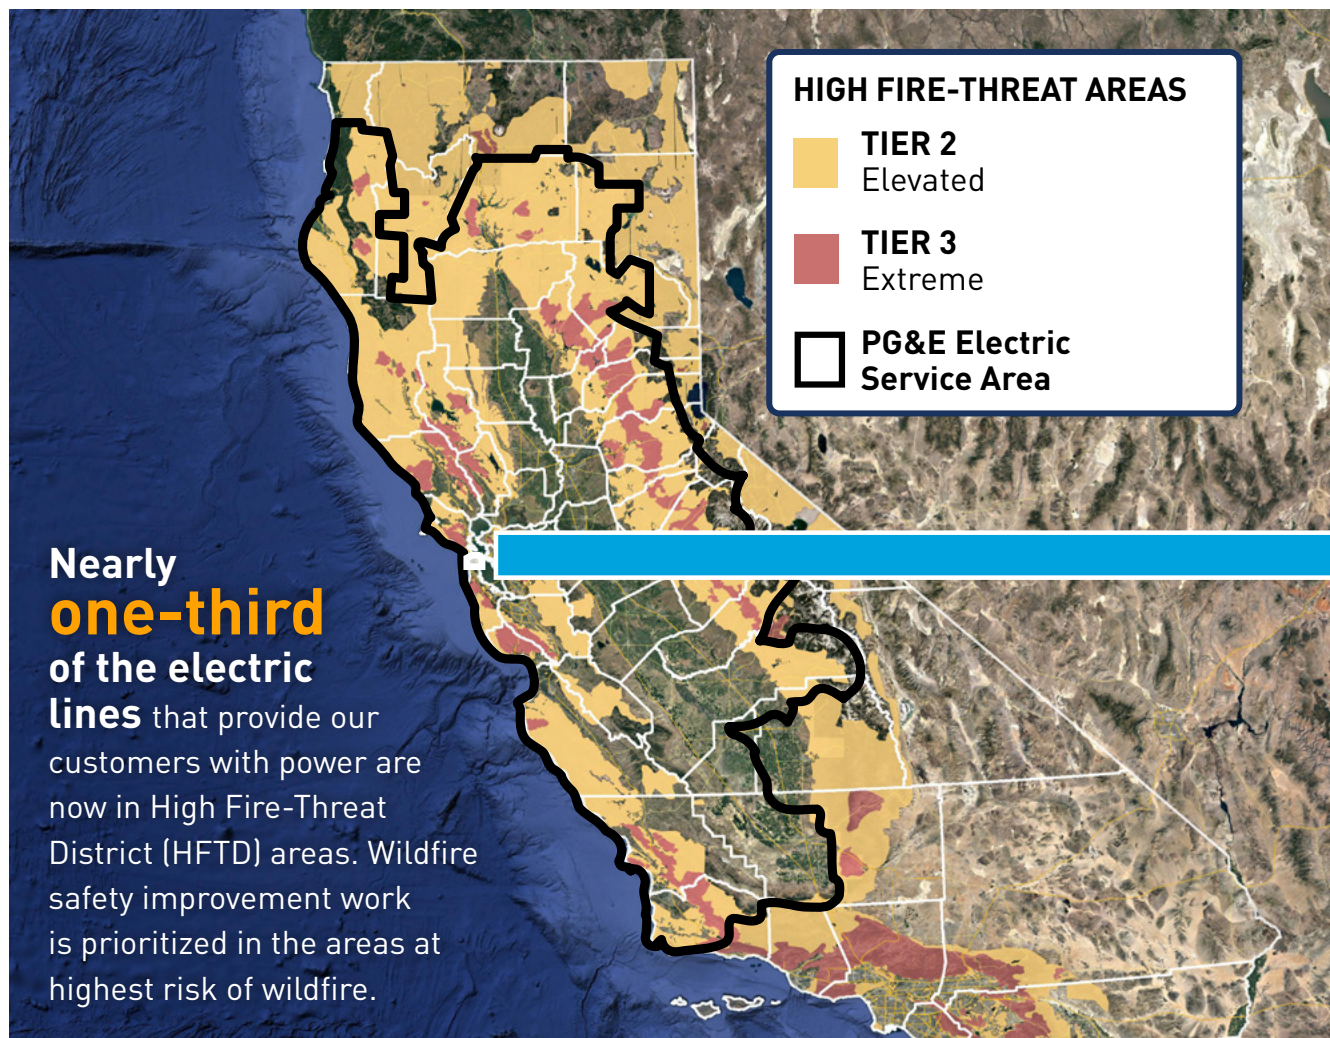 HIGH FIRE-THREAT AREAS
TIER 2
Elevated
TIER 3
Extreme
PG&E Electric
Service Area
Nearly
one-third
of the electric
lines that provide our
customers with power are
now in High Fire-Threat
District (HFTD) areas. Wildfire
safety improvement work
is prioritized in the areas at
highest risk of wildfire.